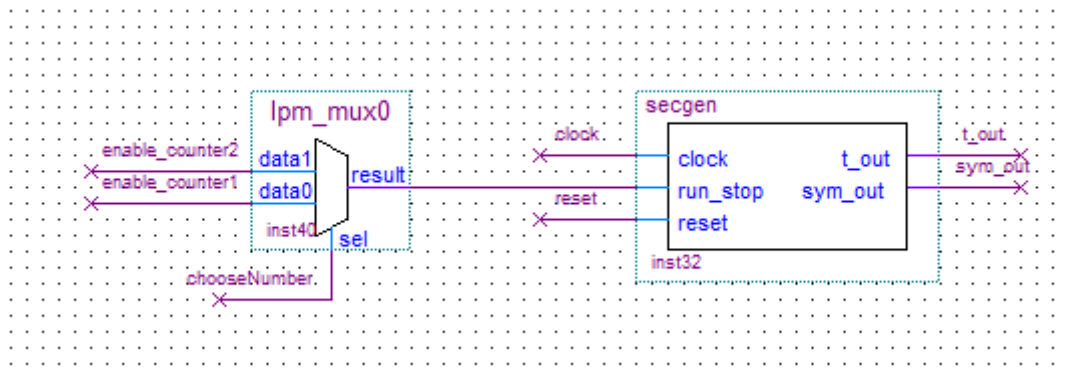 lpm_mux0
enable_counter2
data1
enable_counter1
data0
result
inst40
sel
chooseNumber
secgen
clock
clock
t_out
t_out
run_stop
sym_out
sym_out
reset
reset
inst32